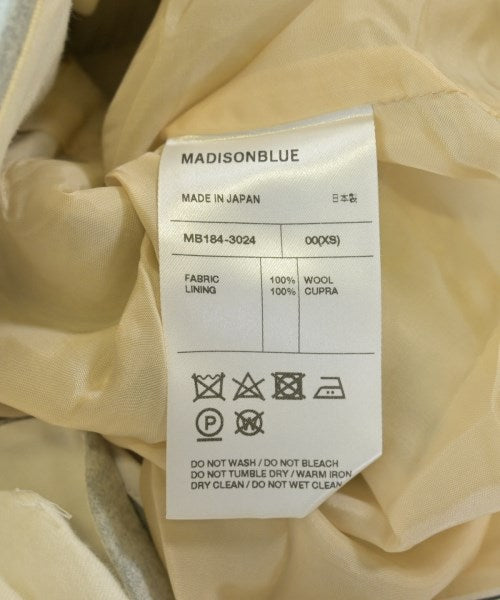 MADISONBLUE
MADE IN JAPAN 日本製
MB184-3024 00(XS)
FABRIC 100% WOOL
LINING 100% CUPRA
P W
DO NOT WASH / DO NOT BLEACH
DO NOT TUMBLE DRY / WARM IRON
DRY CLEAN / DO NOT WET CLEAN